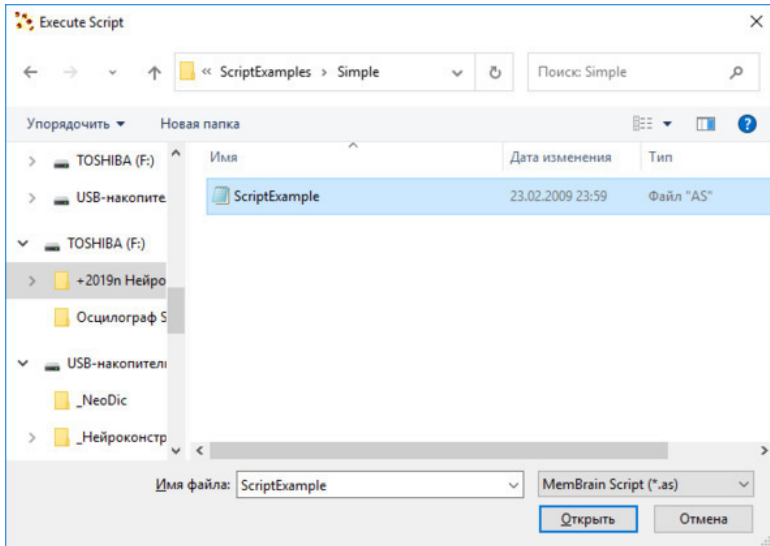 Execute Script
« ScriptExamples > Simple
Поиск: Simple
Упорядочить
Новая папка
TOSHIBA (F:)
USB-накопите
TOSHIBA (F:)
+2019n Нейро
Осцилограф S
USB-накопители
_NeoDic
_Нейроконстр
Имя Дата изменения Тип
ScriptExample 23.02.2009 23:59 Файл "AS"
Имя файла: ScriptExample
MemBrain Script (*.as)
Открыть Отмена